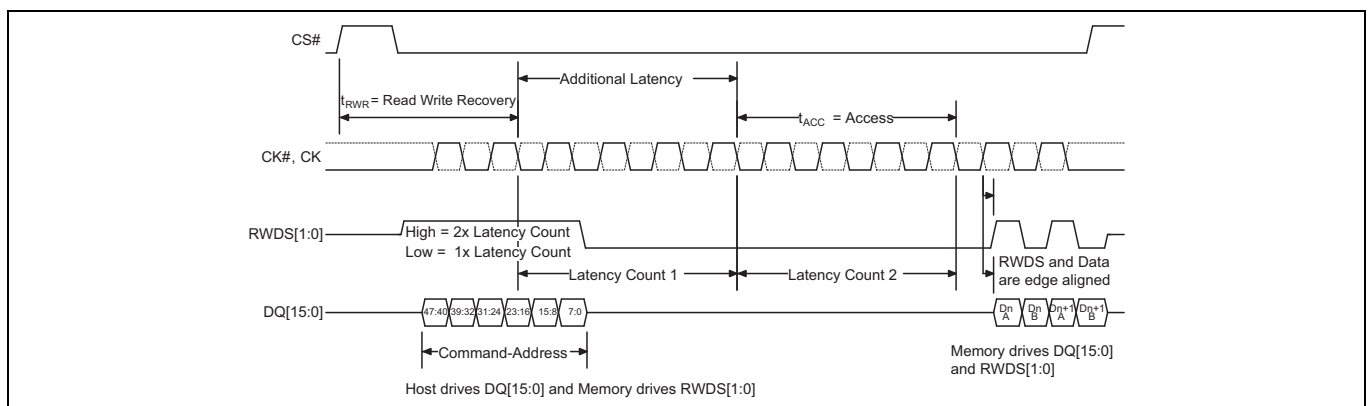 CS#
Additional Latency
tRWR = Read Write Recovery
tACC = Access
CK#, CK
RWDS[1:0]
High = 2x Latency Count
Low = 1x Latency Count
RWDS and Data
are edge aligned
Latency Count 1
Latency Count 2
DQ[15:0]
47:40 39:32 31:24 23:16 15:8 7:0
Dn A
Dn B
Dn+1 A
Dn+1 B
Command-Address
Memory drives DQ[15:0]
and RWDS[1:0]
Host drives DQ[15:0] and Memory drives RWDS[1:0]